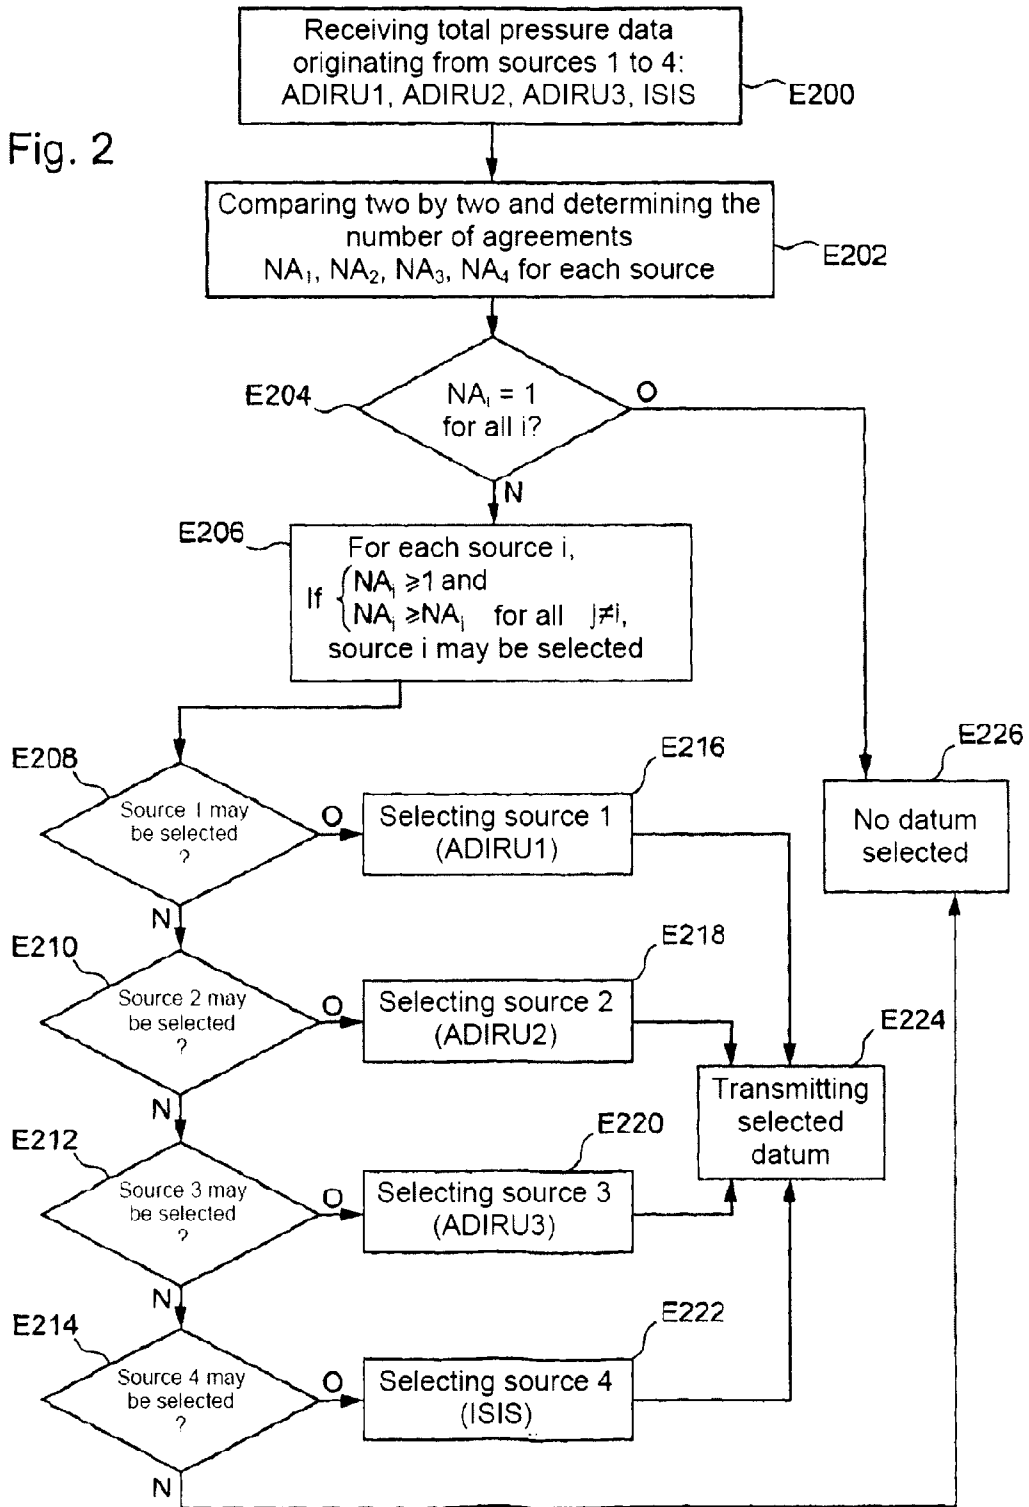 Fig. 2
Receiving total pressure data
originating from sources 1 to 4:
ADIRU1, ADIRU2, ADIRU3, ISIS
E200
Comparing two by two and determining the
number of agreements
NA₁, NA₂, NA₃, NA₄ for each source
E202
E204
NAᵢ = 1
for all i?
O
N
E206
For each source i,
If { NAᵢ ⩾1 and
NAᵢ ⩾NAⱼ for all j≠i,
source i may be selected
E208
Source 1 may
be selected
?
O
N
E216
Selecting source 1
(ADIRU1)
E226
No datum
selected
E210
Source 2 may
be selected
?
O
N
E218
Selecting source 2
(ADIRU2)
E224
Transmitting
selected
datum
E212
Source 3 may
be selected
?
O
N
E220
Selecting source 3
(ADIRU3)
E214
Source 4 may
be selected
?
O
N
E222
Selecting source 4
(ISIS)